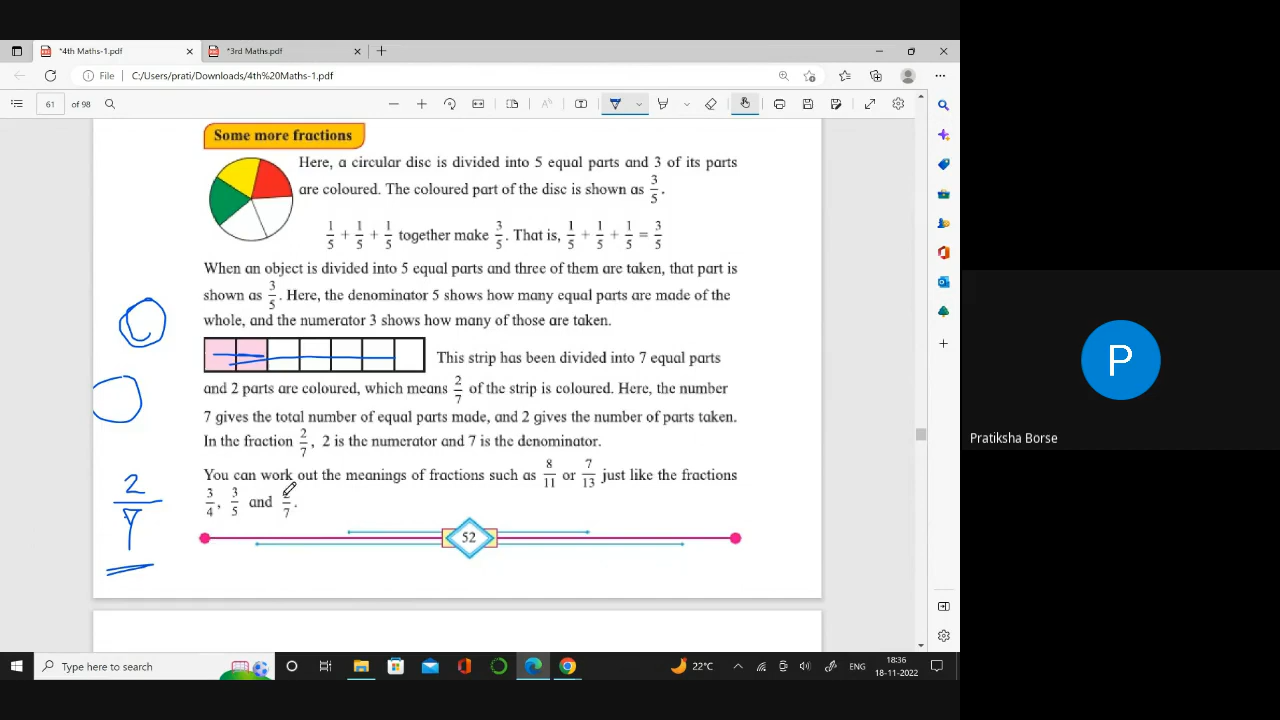 *4th Maths-1.pdf
*3rd Maths.pdf
File
C:/Users/prati/Downloads/4th%20Maths-1.pdf
61 of 98
Some more fractions
Here, a circular disc is divided into 5 equal parts and 3 of its parts
are coloured. The coloured part of the disc is shown as 3/5.
1/5 + 1/5 + 1/5 together make 3/5. That is, 1/5 + 1/5 + 1/5 = 3/5
When an object is divided into 5 equal parts and three of them are taken, that part is
shown as 3/5. Here, the denominator 5 shows how many equal parts are made of the
whole, and the numerator 3 shows how many of those are taken.
This strip has been divided into 7 equal parts
and 2 parts are coloured, which means 2/7 of the strip is coloured. Here, the number
7 gives the total number of equal parts made, and 2 gives the number of parts taken.
In the fraction 2/7, 2 is the numerator and 7 is the denominator.
You can work out the meanings of fractions such as 8/11 or 7/13 just like the fractions
3/4, 3/5 and 2/7.
2/7
52
P
Pratiksha Borse
Type here to search
22°C
ENG
18:36
18-11-2022